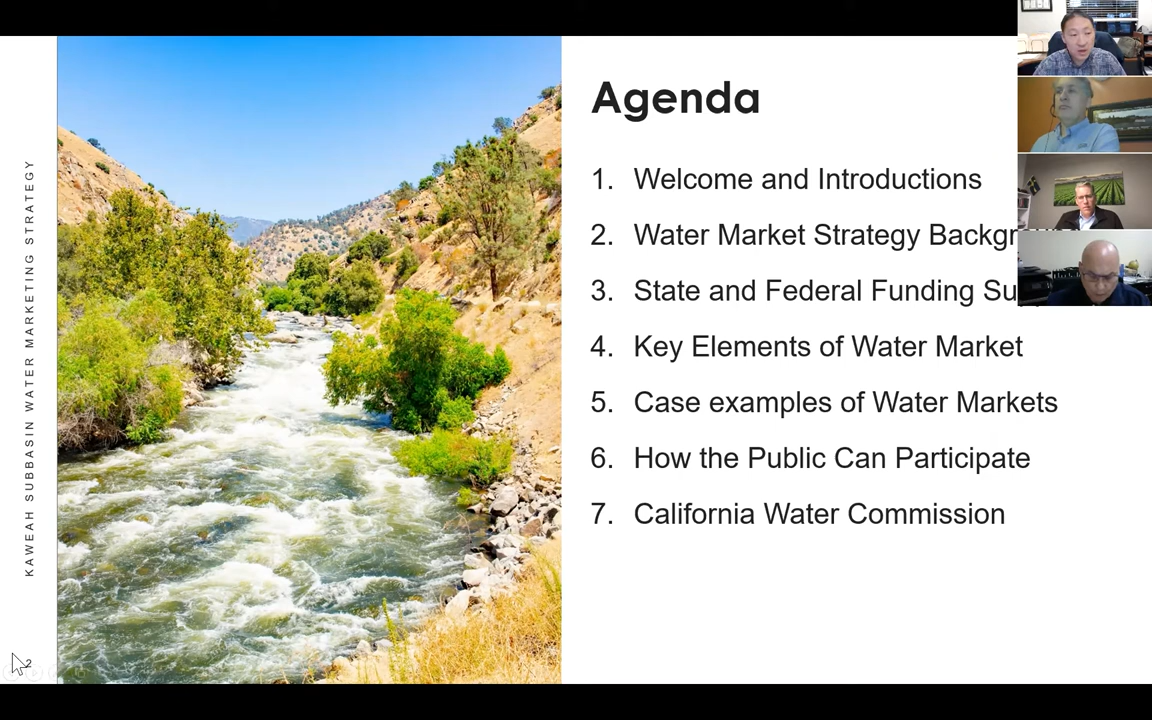 KAWEAH SUBBASIN WATER MARKETING STRATEGY
Agenda
1. Welcome and Introductions
2. Water Market Strategy Backgr
3. State and Federal Funding Su
4. Key Elements of Water Market
5. Case examples of Water Markets
6. How the Public Can Participate
7. California Water Commission
2